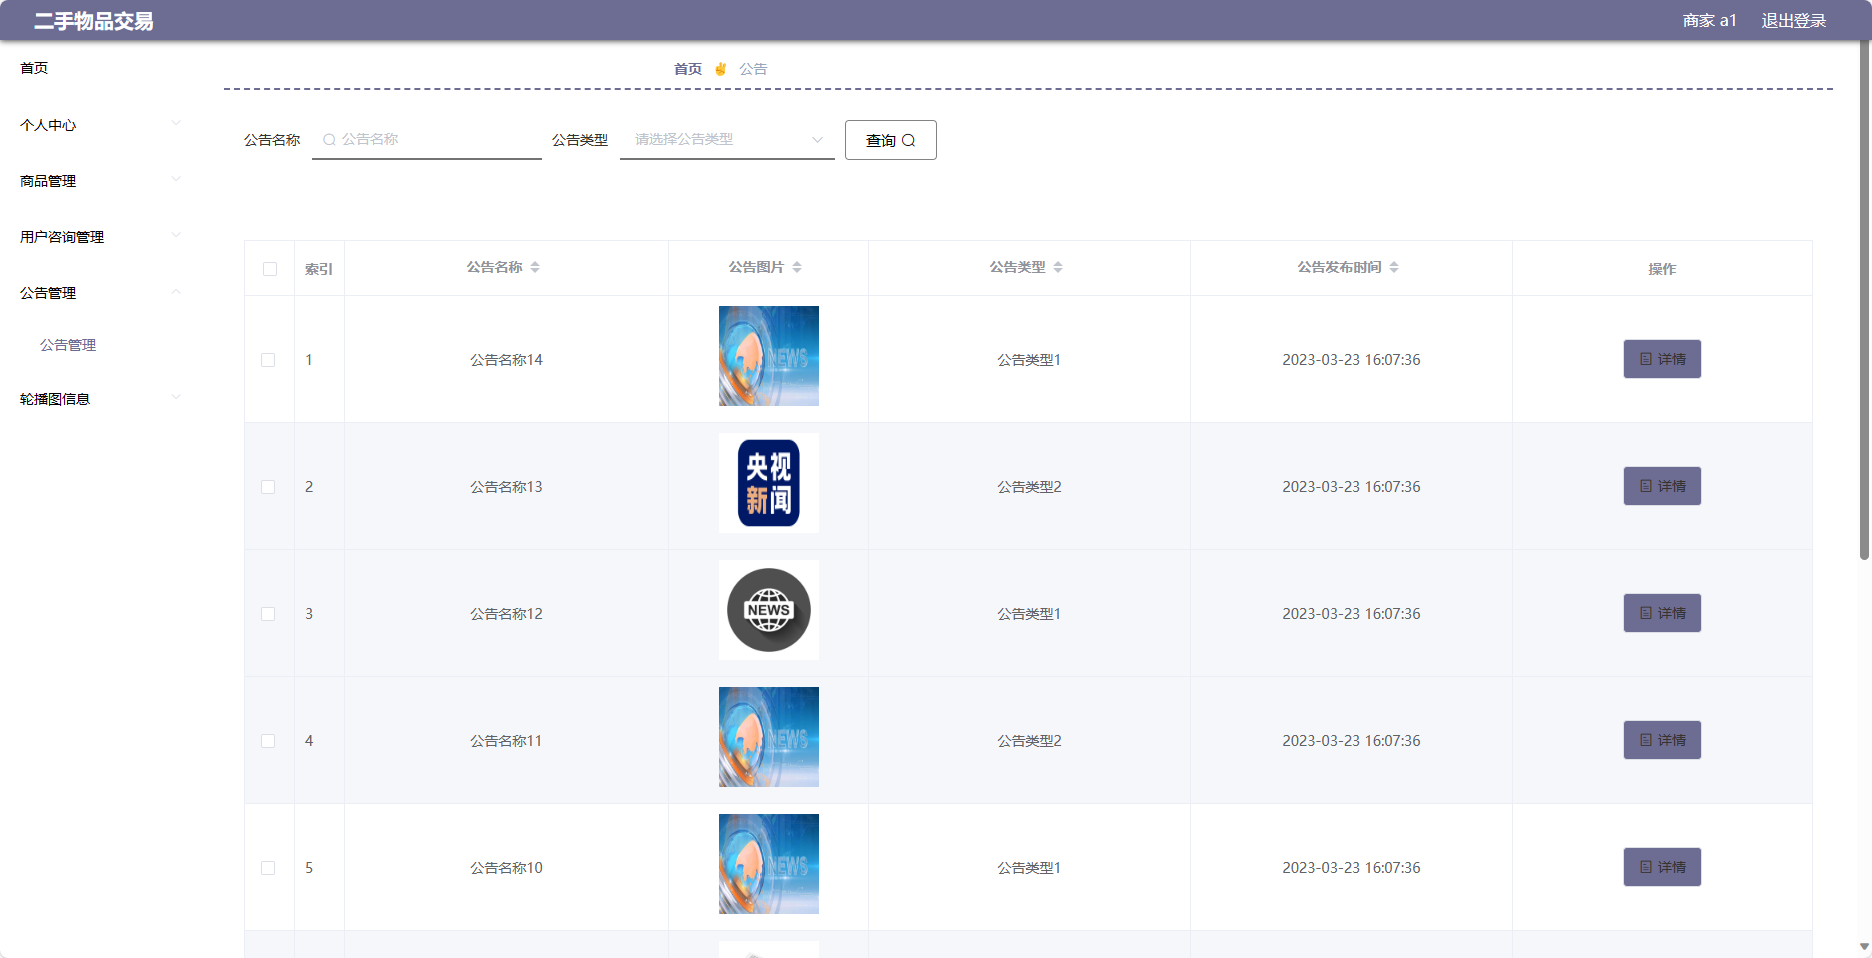 二手物品交易
商家 a1 退出登录
首页
首页 公告
个人中心
公告名称 公告名称 公告类型 请选择公告类型 查询
商品管理
用户咨询管理
公告管理
公告管理
轮播图信息
索引 公告名称 公告图片 公告类型 公告发布时间 操作
1 公告名称14 NEWS 公告类型1 2023-03-23 16:07:36 详情
央视
新闻
2 公告名称13 公告类型2 2023-03-23 16:07:36 详情
3 公告名称12 NEWS 公告类型1 2023-03-23 16:07:36 详情
4 公告名称11 NEWS 公告类型2 2023-03-23 16:07:36 详情
5 公告名称10 NEWS 公告类型1 2023-03-23 16:07:36 详情